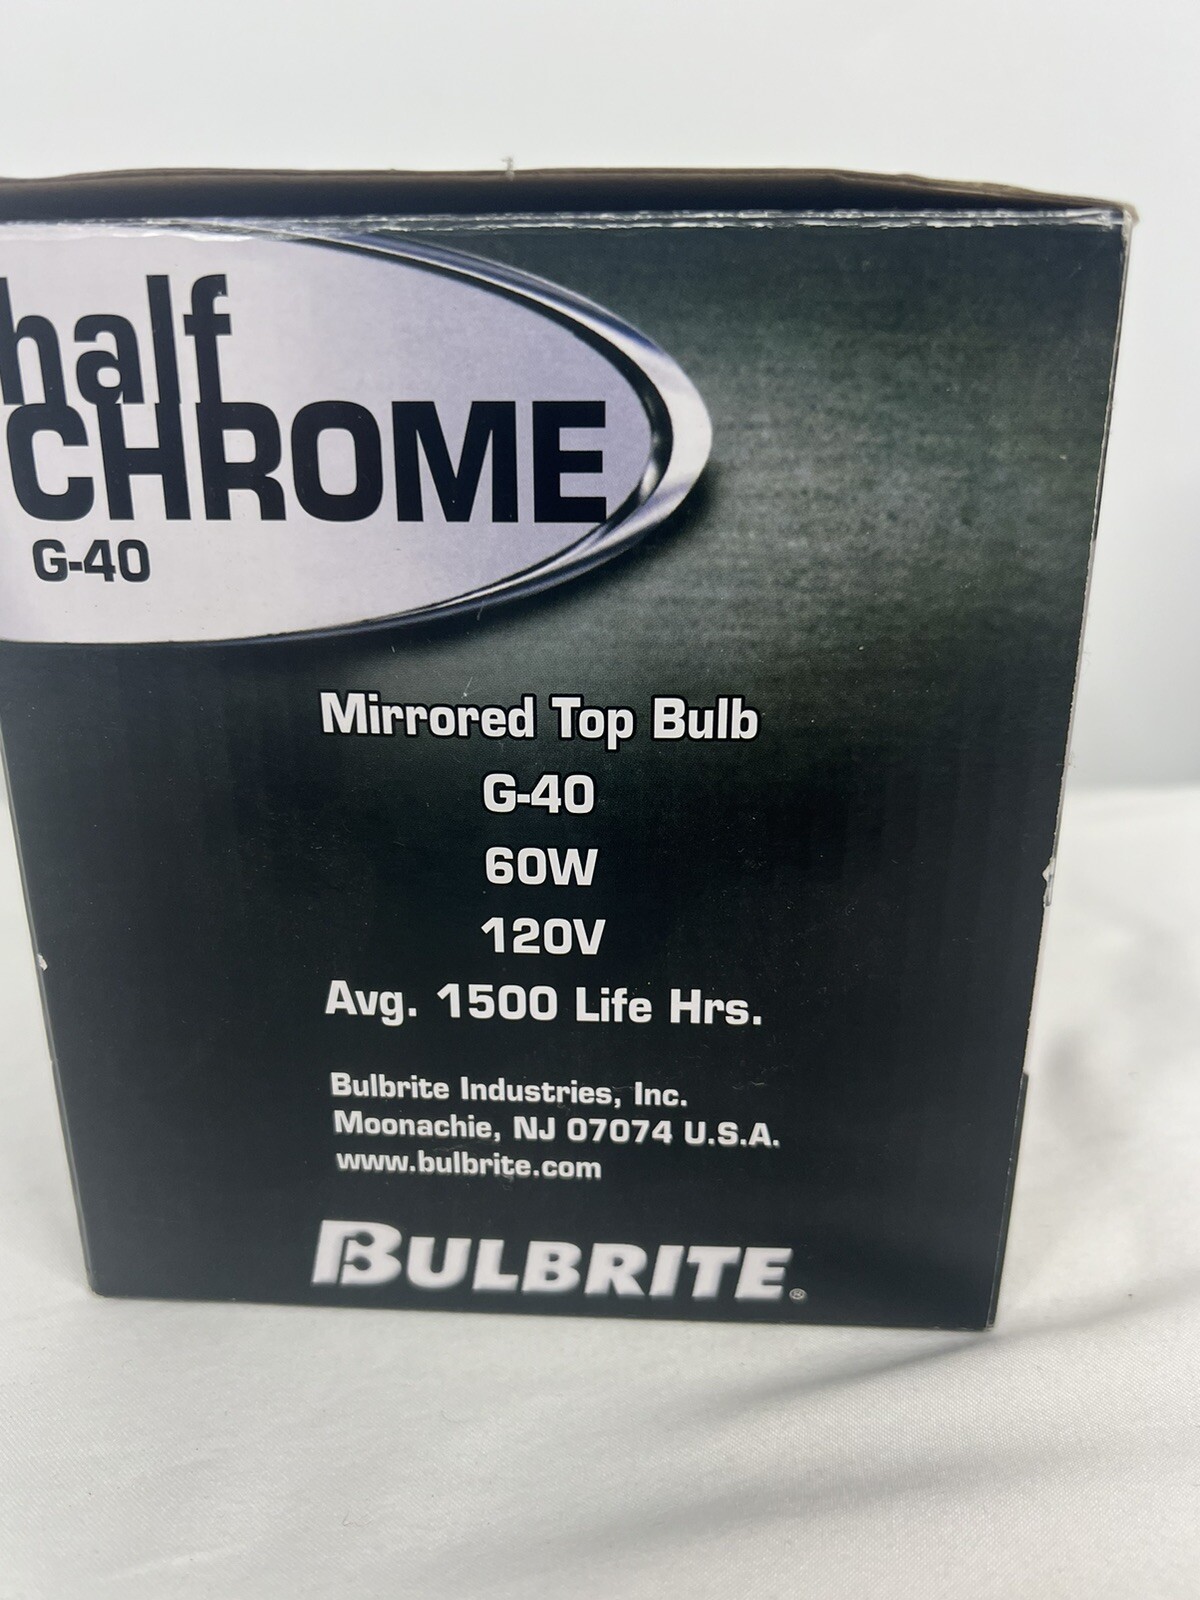 half
CHROME
G-40
Mirrored Top Bulb
G-40
60W
120V
Avg. 1500 Life Hrs.
Bulbrite Industries, Inc.
Moonachie, NJ 07074 U.S.A.
www.bulbrite.com
BULBRITE®